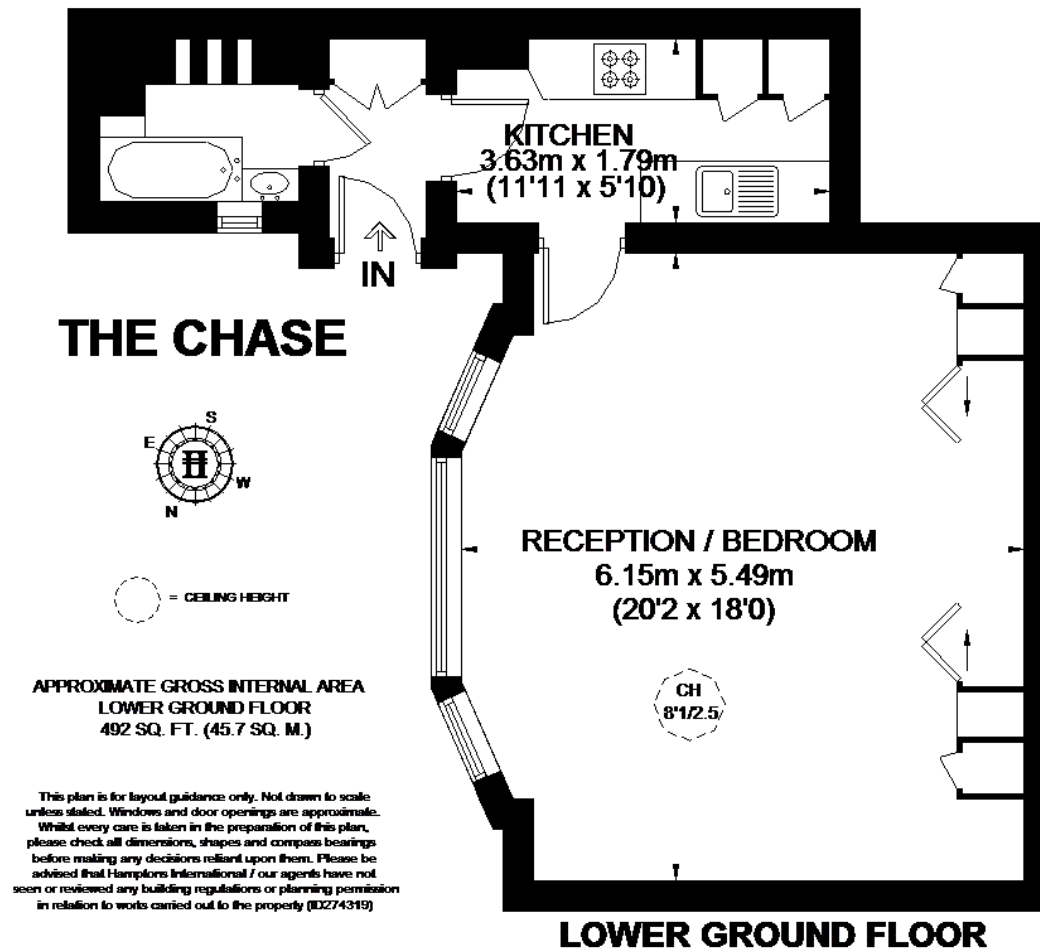 KITCHEN
3.63m x 1.79m
(11'11 x 5'10)
IN
THE CHASE
S
E
W
N
H
= CEILING HEIGHT
RECEPTION / BEDROOM
6.15m x 5.49m
(20'2 x 18'0)
CH
8'1/2.5
APPROXIMATE GROSS INTERNAL AREA
LOWER GROUND FLOOR
492 SQ. FT. (45.7 SQ. M.)
This plan is for layout guidance only. Not drawn to scale
unless stated. Windows and door openings are approximate.
Whilst every care is taken in the preparation of this plan,
please check all dimensions, shapes and compass bearings
before making any decisions reliant upon them. Please be
advised that Hamptons International / our agents have not
seen or reviewed any building regulations or planning permission
in relation to works carried out to the property (ID274319)
LOWER GROUND FLOOR